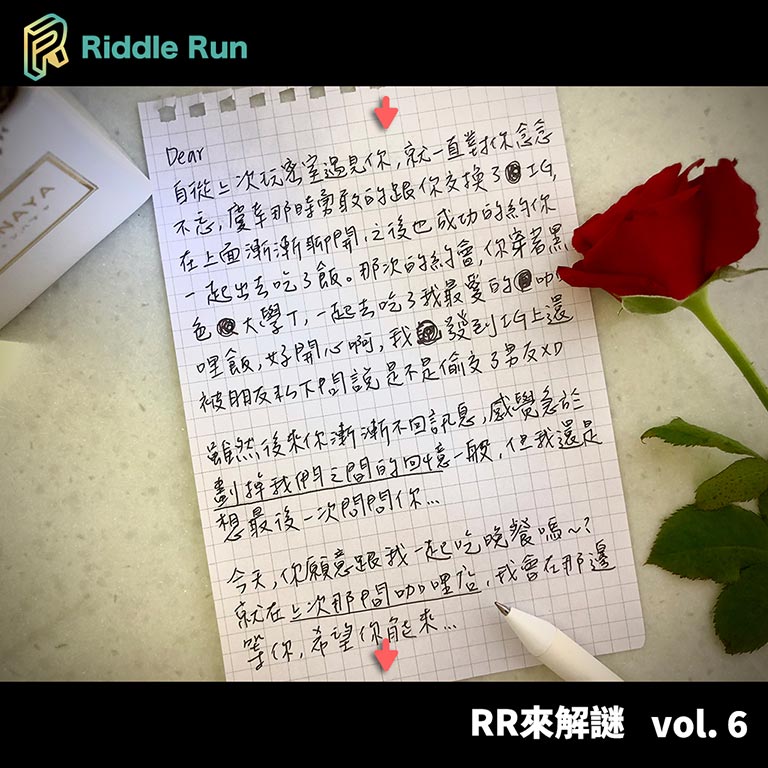 Riddle Run
NAYA
Dear
自從上次玩密室遇見你,就一直對你念念
不忘,慶幸那時勇敢的跟你交換了IG,
在上面漸漸聊開,之後也成功的約你
一起出去吃了飯。那次的約會,你穿著黑
色大學T,一起去吃了我最愛的咖
哩飯,好開心啊,我發到IG上還
被朋友私下問說是不是偷交了男友XD
雖然後來你漸漸不回訊息,感覺急於
劃掉我們之間的回憶一般,但我還是
想最後一次問問你...
今天,你願意跟我一起吃晚餐嗎~?
就在上次那間咖哩店,我會在那邊
等你,希望你能來...
RR來解謎 vol. 6